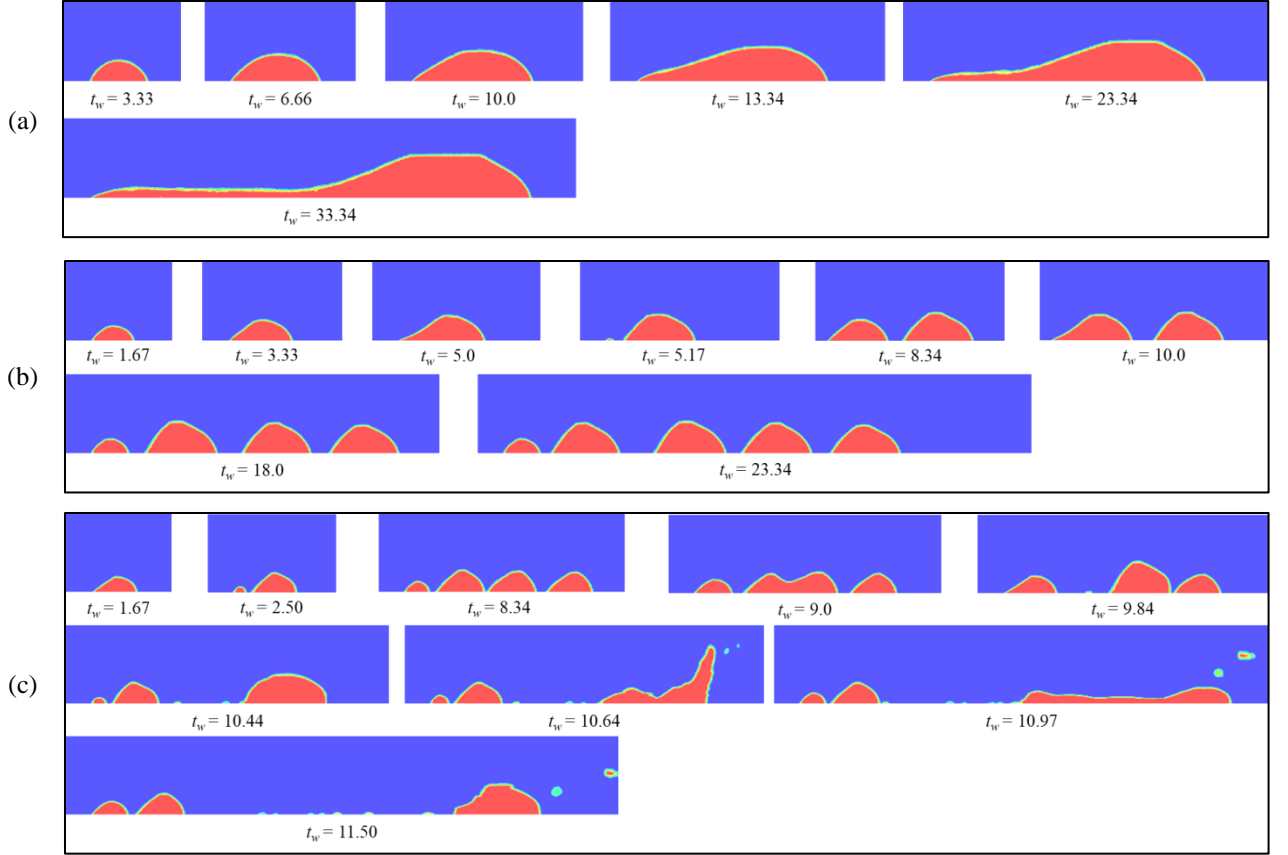 (a)
t_w = 3.33 t_w = 6.66 t_w = 10.0 t_w = 13.34 t_w = 23.34
t_w = 33.34
(b)
t_w = 1.67 t_w = 3.33 t_w = 5.0 t_w = 5.17 t_w = 8.34 t_w = 10.0
t_w = 18.0 t_w = 23.34
(c)
t_w = 1.67 t_w = 2.50 t_w = 8.34 t_w = 9.0 t_w = 9.84
t_w = 10.44 t_w = 10.64 t_w = 10.97
t_w = 11.50